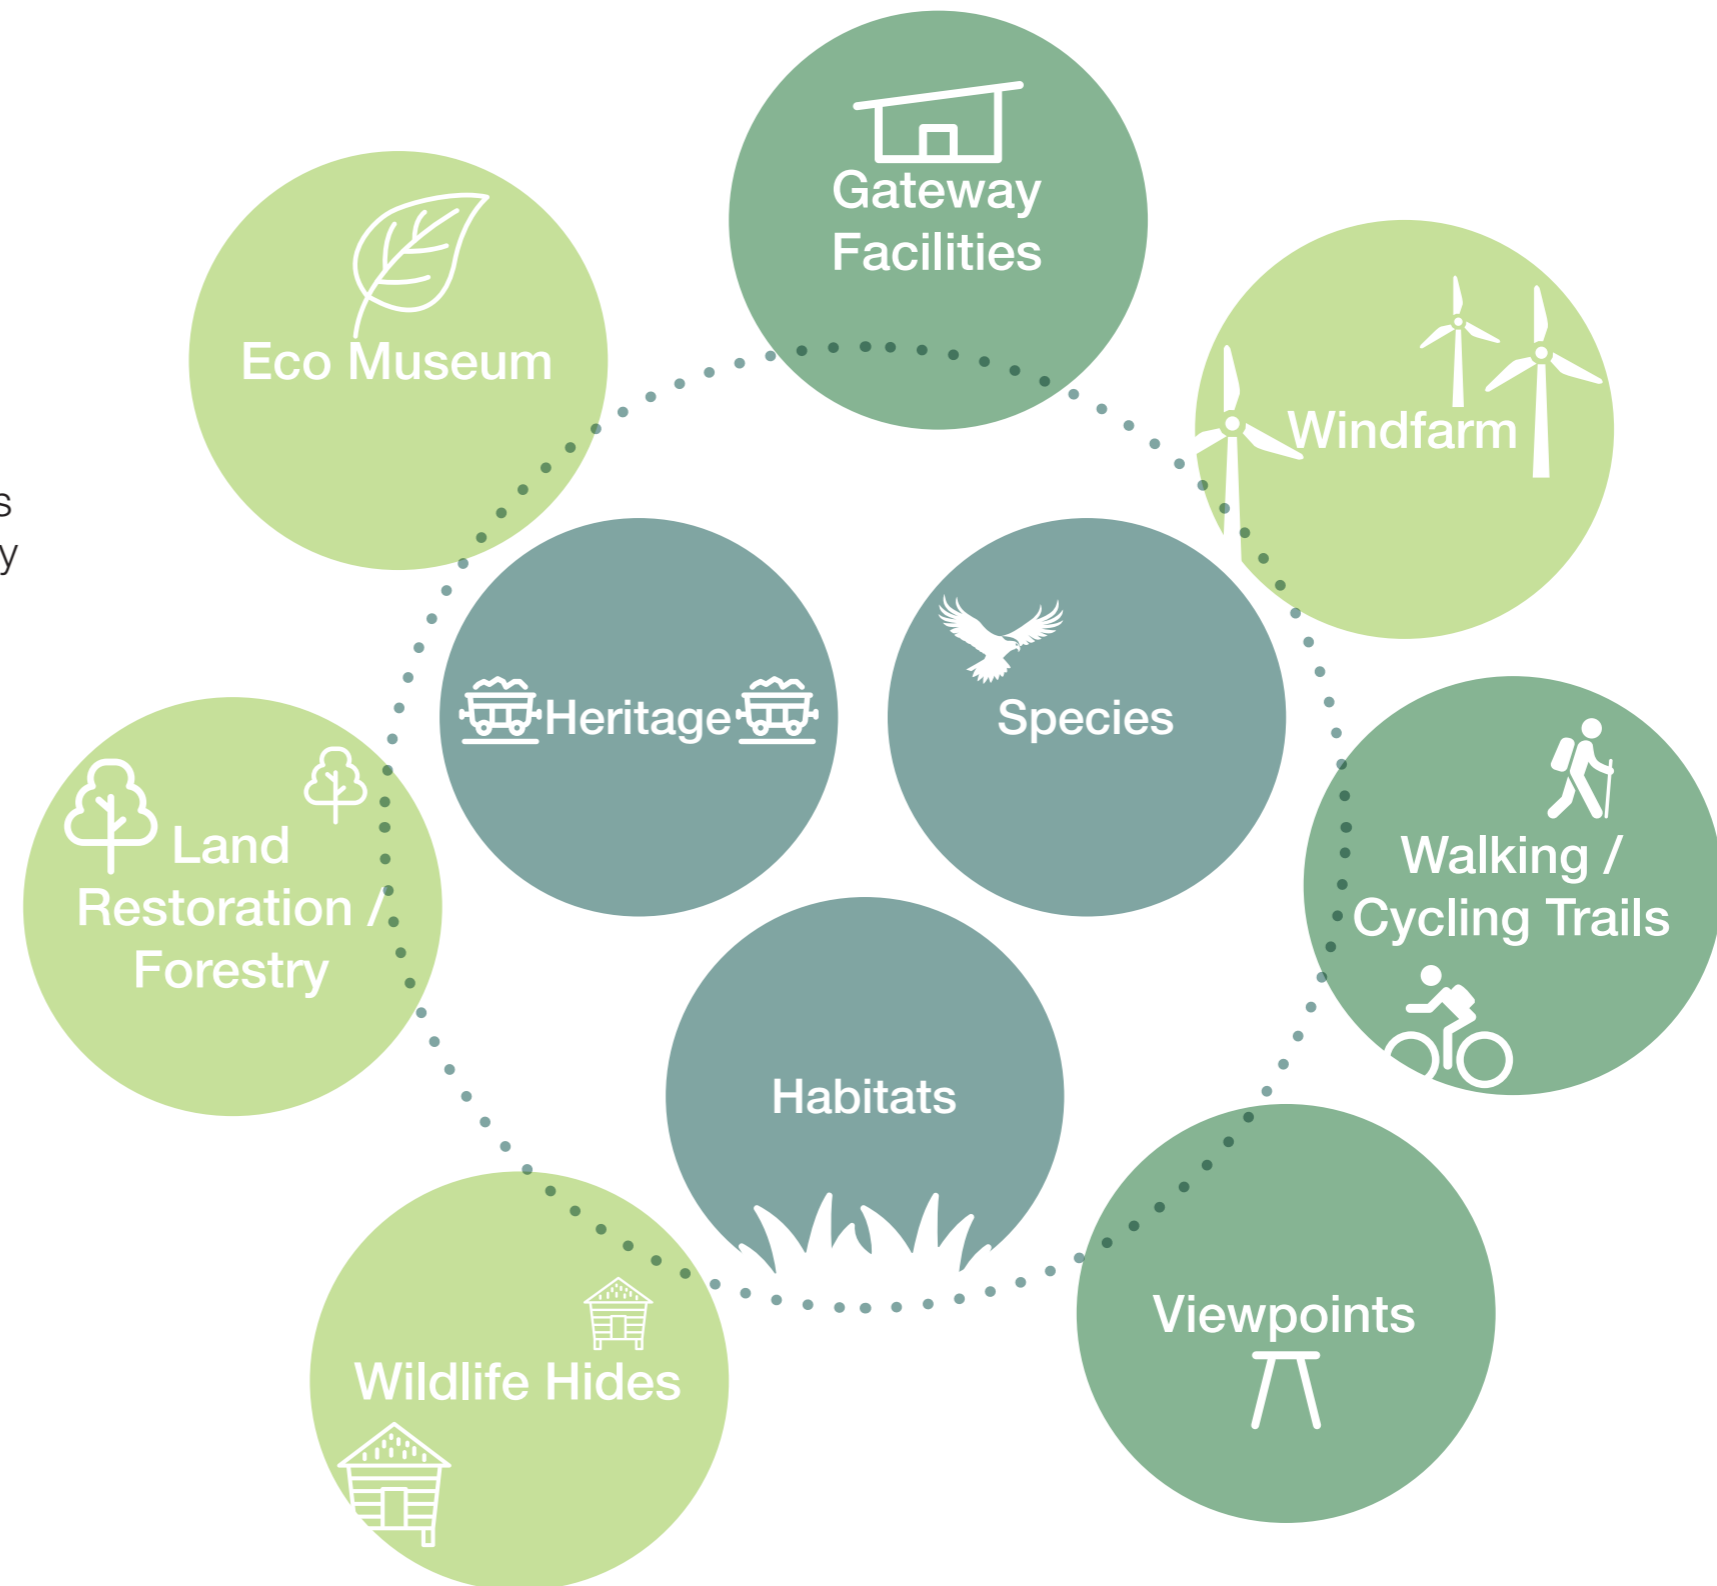 Gateway
Facilities
Eco Museum
Windfarm
s
y
Heritage
Species
Land
Restoration /
Forestry
Walking /
Cycling Trails
Habitats
Viewpoints
Wildlife Hides